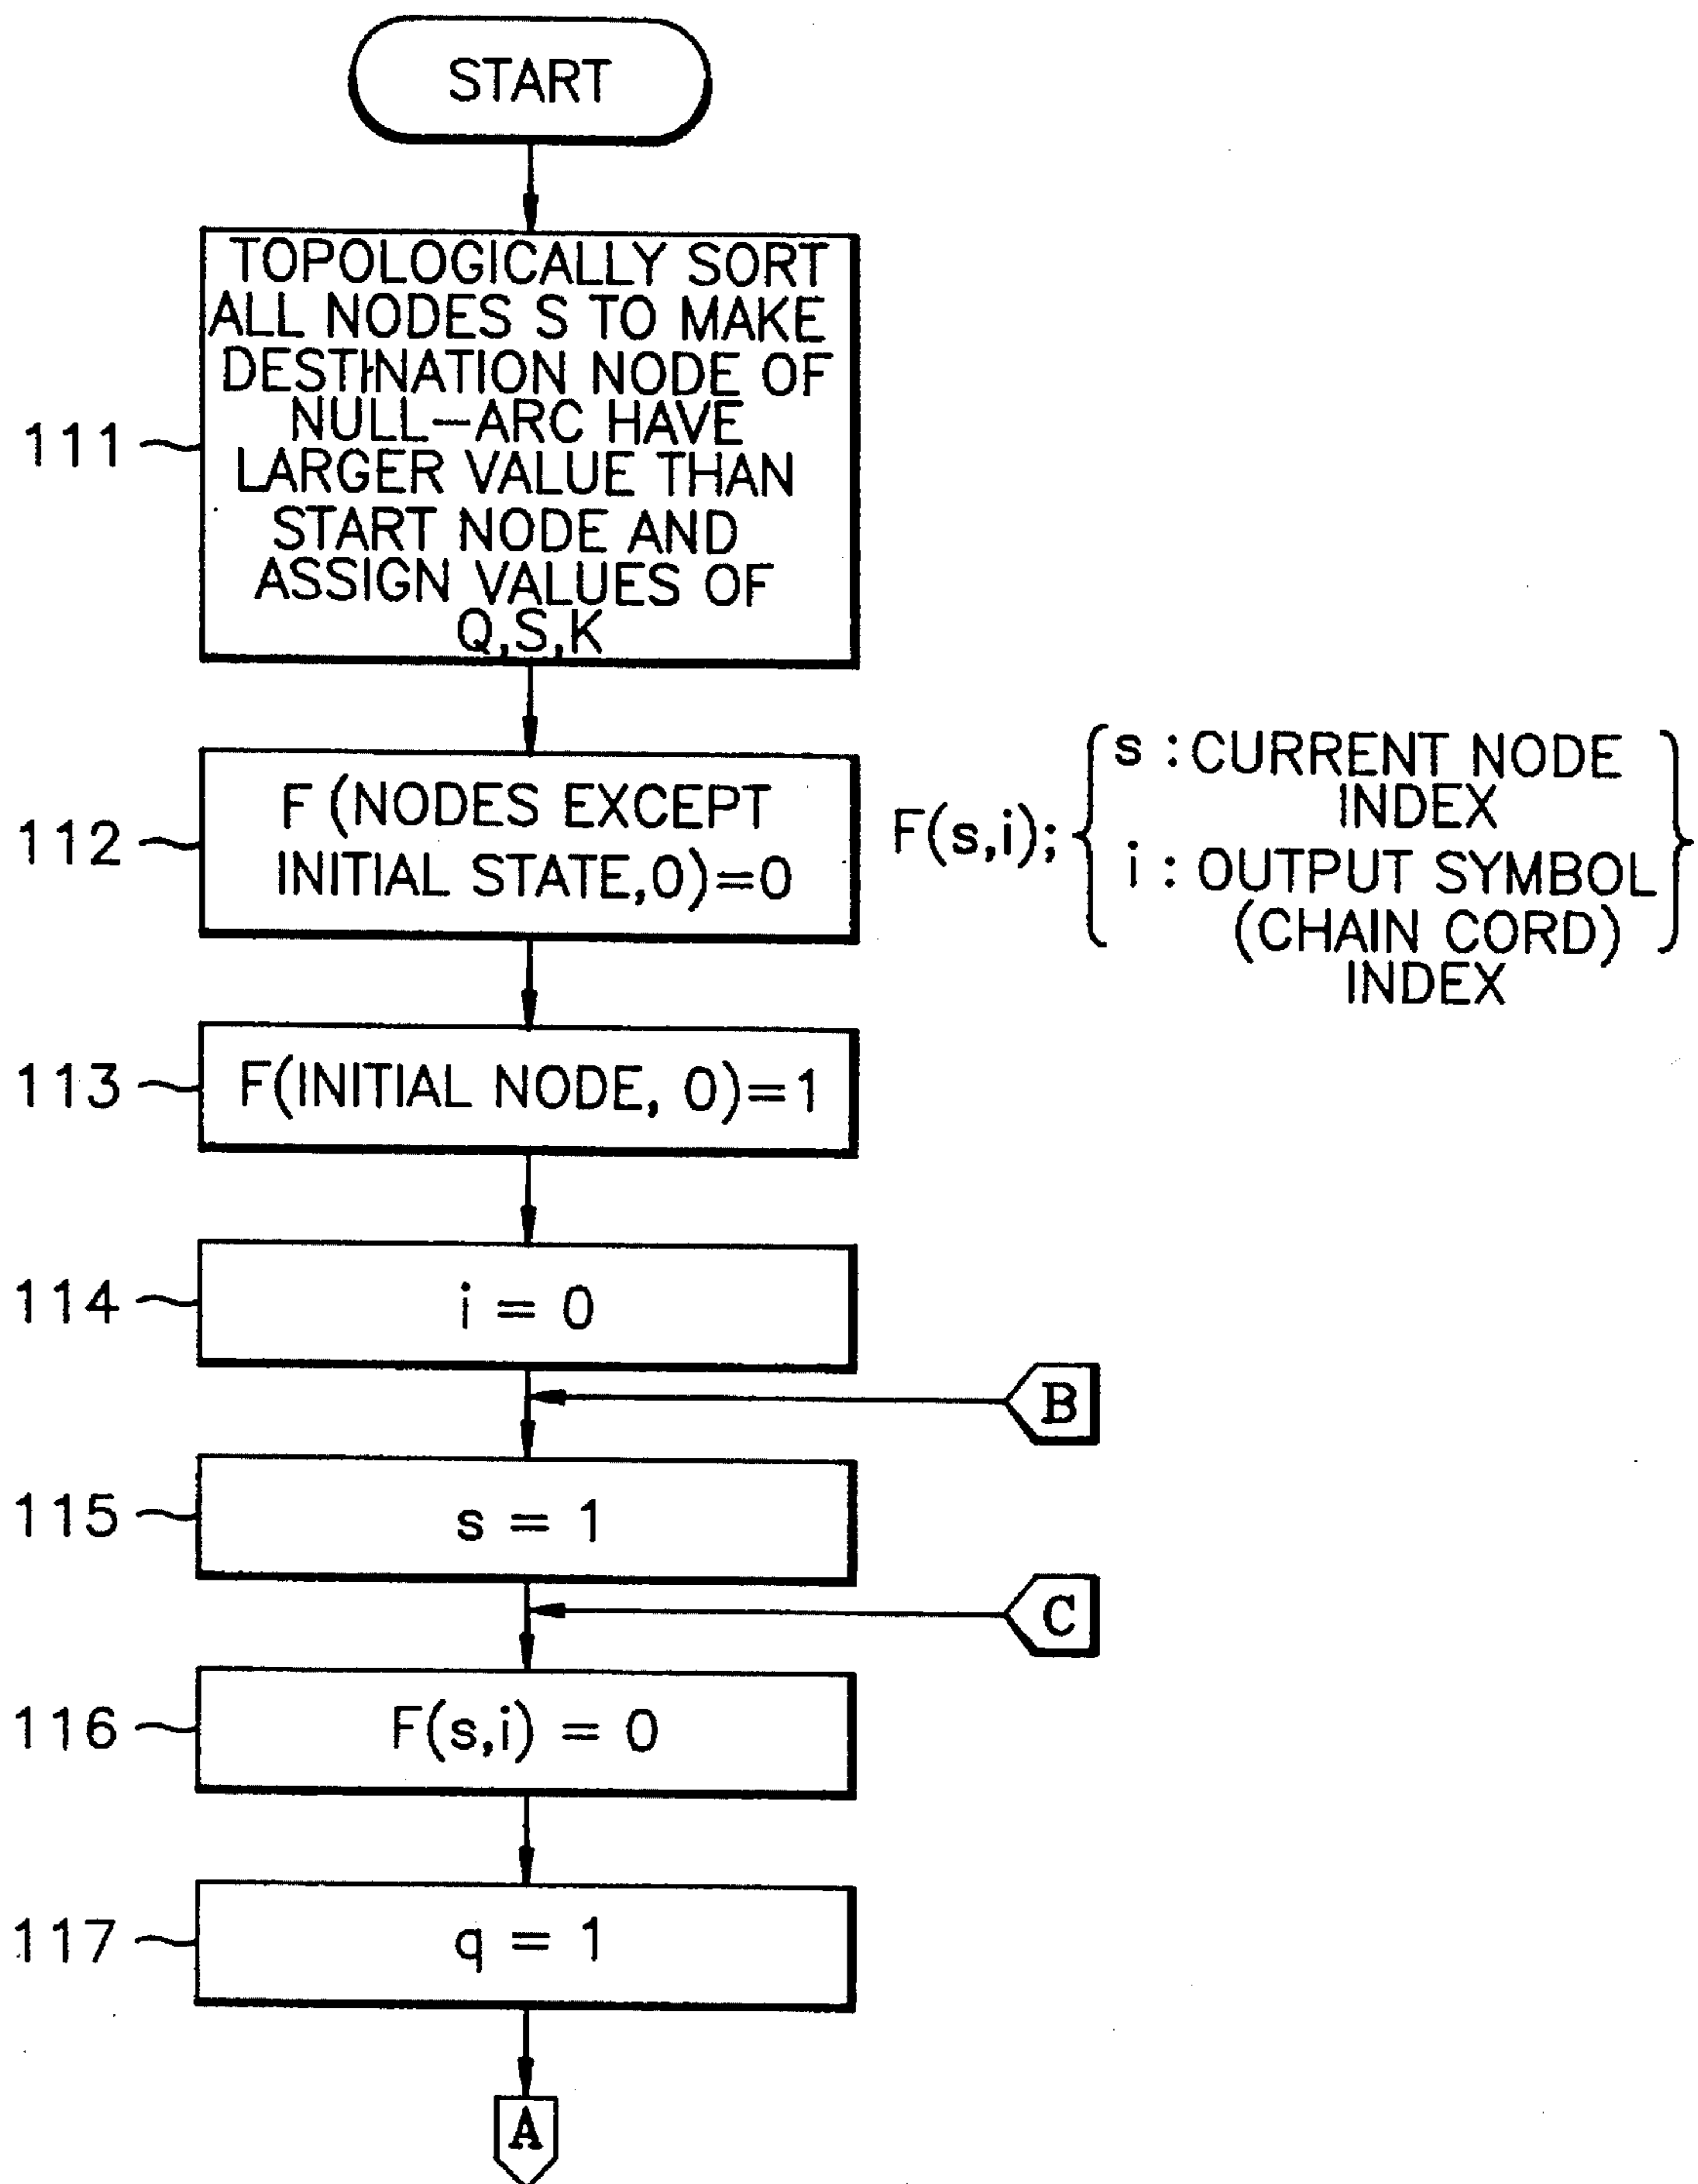 START
TOPOLOGICALLY SORT
ALL NODES S TO MAKE
DESTINATION NODE OF
NULL-ARC HAVE
LARGER VALUE THAN
START NODE AND
ASSIGN VALUES OF
Q,S,K
111
F (NODES EXCEPT
INITIAL STATE,0)=0
112
F(s,i);
s : CURRENT NODE
INDEX
i : OUTPUT SYMBOL
(CHAIN CORD)
INDEX
113
F(INITIAL NODE, 0)=1
114
i = 0
B
115
s = 1
C
116
F(s,i) = 0
117
q = 1
A